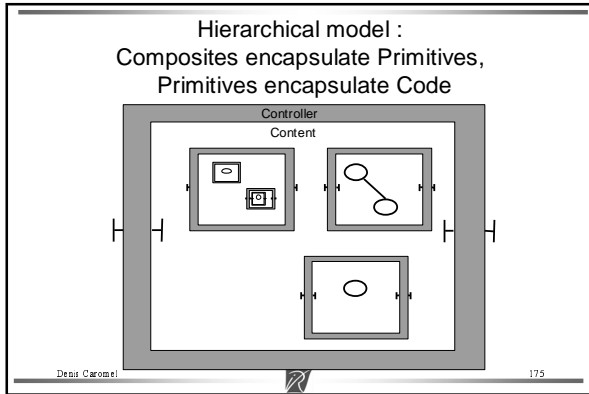 Hierarchical model :
Composites encapsulate Primitives,
Primitives encapsulate Code
Controller
Content
Denis Caromel
175